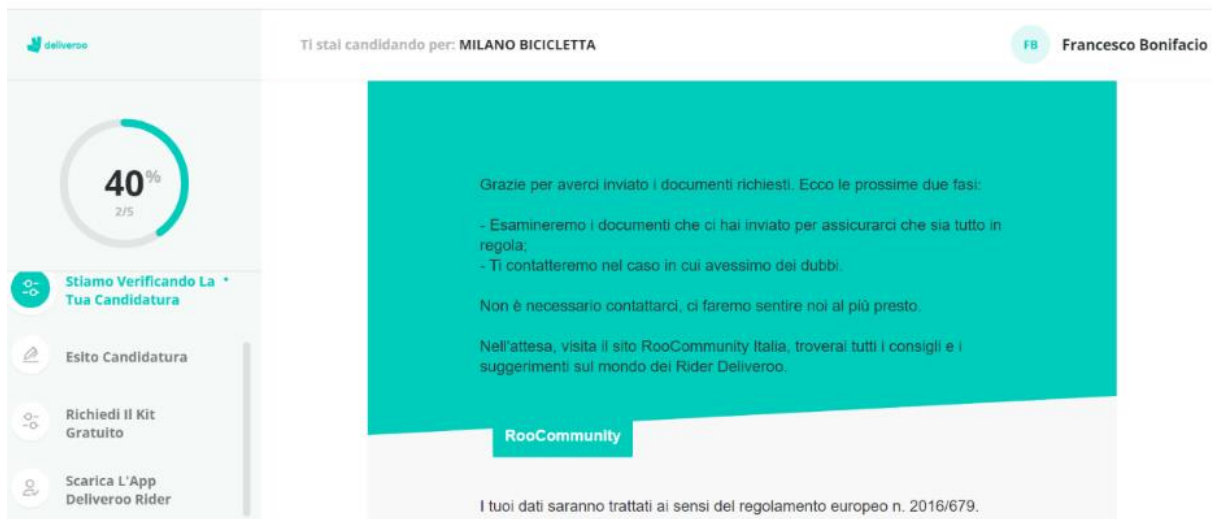 deliveroo
Ti stai candidando per: MILANO BICICLETTA
FB
Francesco Bonifacio
40%
2/5
Stiamo Verificando La *
Tua Candidatura
Esito Candidatura
Richiedi Il Kit
Gratuito
Scarica L'App
Deliveroo Rider
Grazie per averci inviato i documenti richiesti. Ecco le prossime due fasi:
- Esamineremo i documenti che ci hai inviato per assicurarci che sia tutto in
regola;
- Ti contatteremo nel caso in cui avessimo dei dubbi.
Non è necessario contattarci, ci faremo sentire noi al più presto.
Nell'attesa, visita il sito RooCommunity Italia, troverai tutti i consigli e i
suggerimenti sul mondo dei Rider Deliveroo.
RooCommunity
I tuoi dati saranno trattati ai sensi del regolamento europeo n. 2016/679.